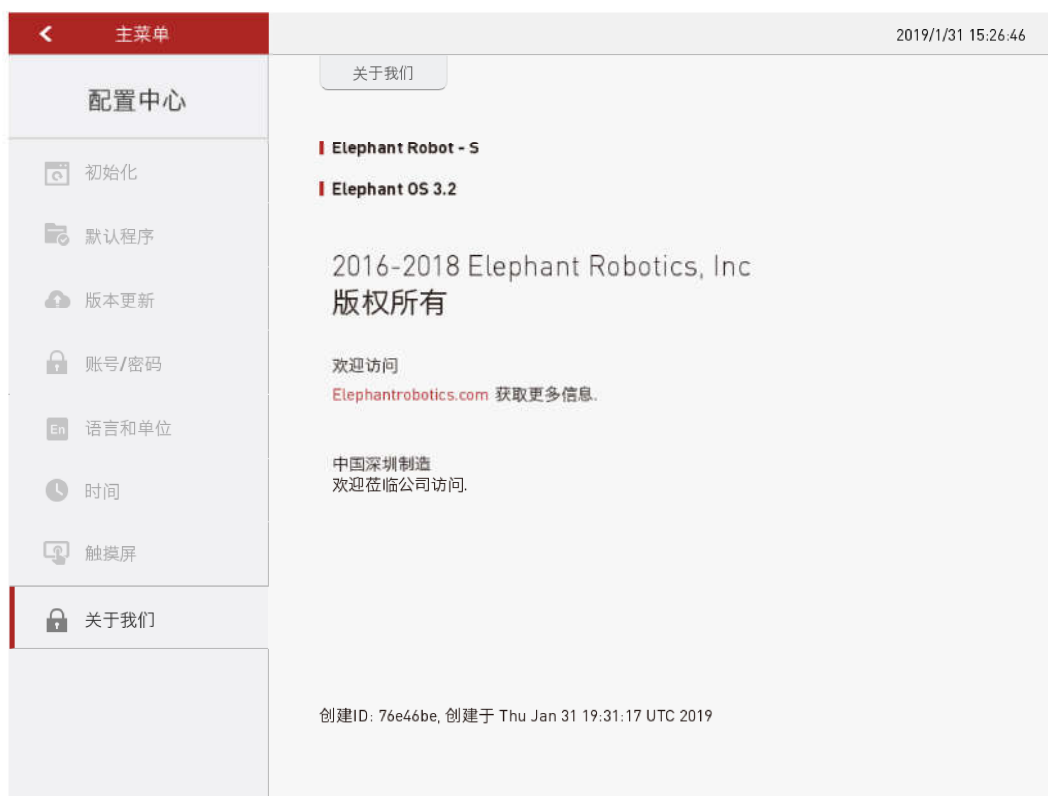 主菜单
2019/1/31 15:26:46
配置中心
关于我们
初始化
默认程序
版本更新
账号/密码
En 语言和单位
时间
触摸屏
关于我们
Elephant Robot - S
Elephant OS 3.2
2016-2018 Elephant Robotics, Inc
版权所有
欢迎访问
Elephantrobotics.com 获取更多信息.
中国深圳制造
欢迎莅临公司访问.
创建ID: 76e46be, 创建于 Thu Jan 31 19:31:17 UTC 2019